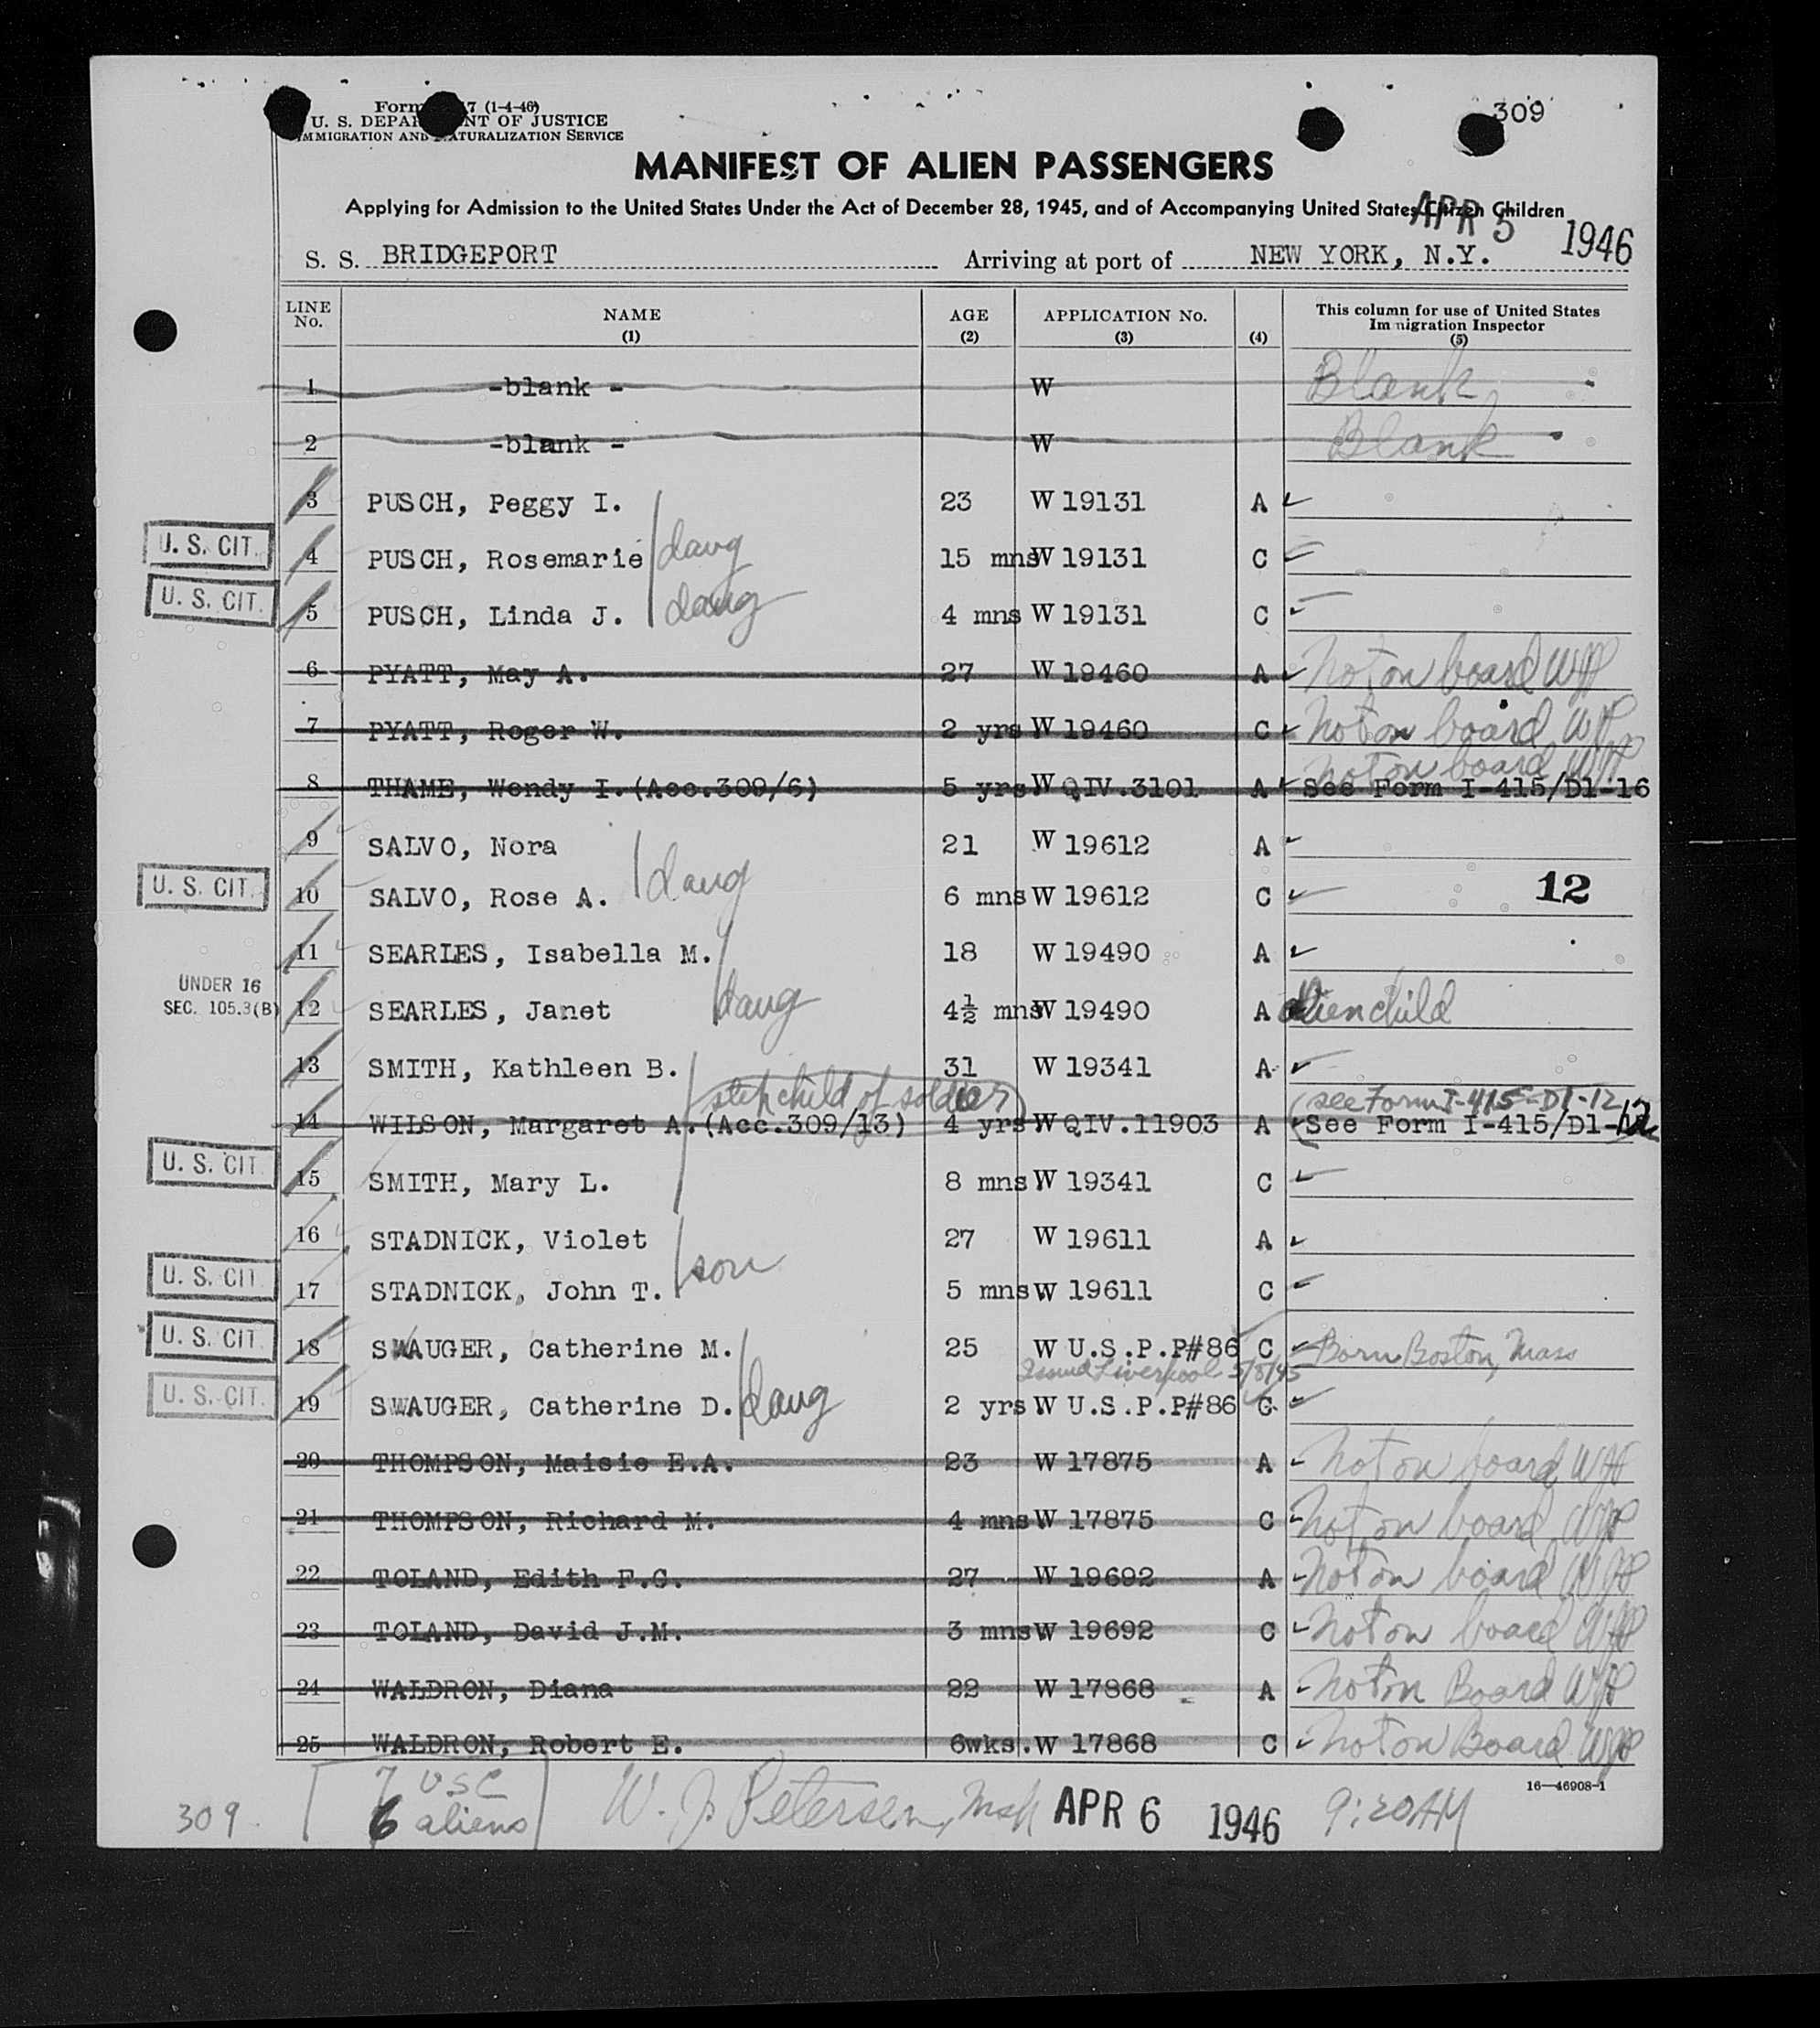 309
U. S. DEPARTMENT OF JUSTICE
IMMIGRATION AND NATURALIZATION SERVICE
MANIFEST OF ALIEN PASSENGERS
Applying for Admission to the United States Under the Act of December 28, 1945, and of Accompanying United States Citizen Children
APR 5 1946
S. S. BRIDGEPORT Arriving at port of NEW YORK, N.Y.
LINE No. NAME (1) AGE (2) APPLICATION No. (3) (4) This column for use of United States Immigration Inspector (5)
1 -blank - W Blank
2 -blank - W Blank
3 PUSCH, Peggy I. 23 W 19131 A
U. S. CIT. 4 PUSCH, Rosemarie daug 15 mns W 19131 C
U. S. CIT. 5 PUSCH, Linda J. daug 4 mns W 19131 C
6 PYATT, May A. 27 W 19460 A Not on board
7 PYATT, Roger W. 2 yrs W 19460 C Not on board
Not on board
8 THAME, Wendy I.(Acc.309/6) 5 yrs W QIV.3101 A See Form I-415/D1-16
9 SALVO, Nora 21 W 19612 A
U. S. CIT. 10 SALVO, Rose A. daug 6 mns W 19612 C 12
11 SEARLES, Isabella M. 18 W 19490 A
UNDER 16
SEC. 105.3(B) 12 SEARLES, Janet daug 4½ mns W 19490 A Alien child
13 SMITH, Kathleen B. 31 W 19341 A
stepchild of soldier see Form I-415-D1-12
14 WILSON, Margaret A.(Acc.309/13) 4 yrs W QIV.11903 A See Form I-415/D1-12
U. S. CIT. 15 SMITH, Mary L. 8 mns W 19341 C
16 STADNICK, Violet 27 W 19611 A
U. S. CIT. 17 STADNICK, John T. son 5 mns W 19611 C
U. S. CIT. 18 SWAUGER, Catherine M. 25 W U.S.P.P#86 C Born Boston, Mass
Issued Liverpool
U. S. CIT. 19 SWAUGER, Catherine D. daug 2 yrs W U.S.P.P#86 C
20 THOMPSON, Maisie E.A. 23 W 17875 A Not on board
21 THOMPSON, Richard M. 4 mns W 17875 C Not on board
22 TOLAND, Edith F.G. 27 W 19692 A Not on board
23 TOLAND, David J.M. 3 mns W 19692 C Not on board
24 WALDRON, Diana 22 W 17868 A Not on Board
25 WALDRON, Robert E. 6wks. W 17868 C Not on Board
16—46908-1
309. 7 USC
6 aliens W. J. Petersen, APR 6 1946 9:20AM